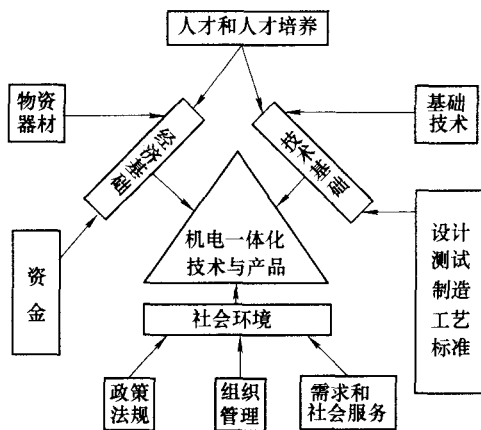 人才和人才培养
物资
器材
基础
技术
经济基础
技术基础
机电一体化
技术与产品
资
金
设计
测试
制造
工艺
标准
社会环境
政策
法规
组织
管理
需求和
社会服务